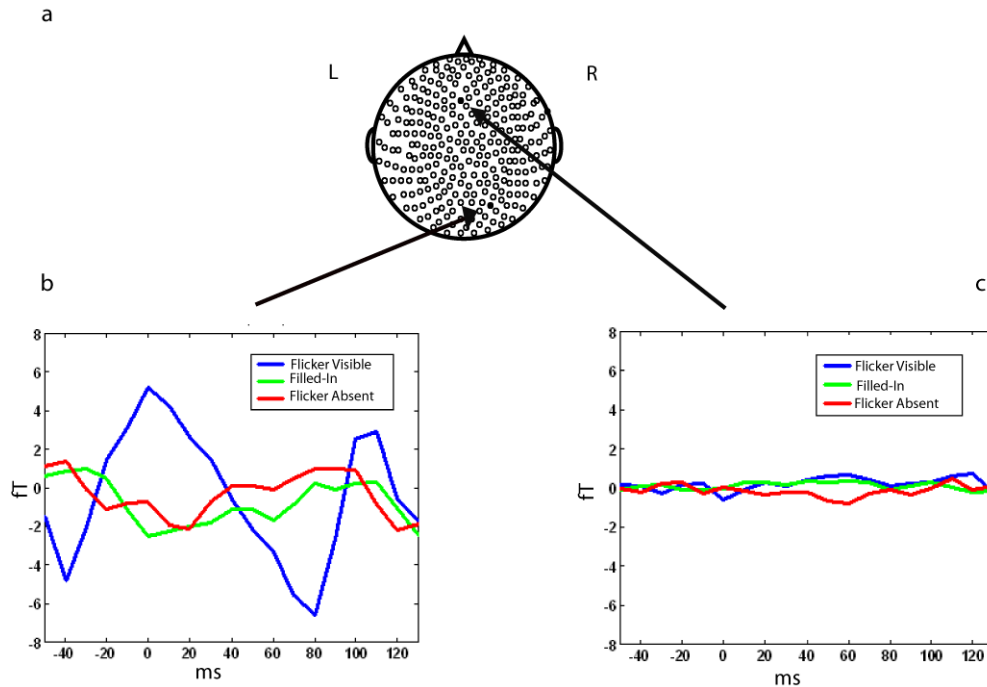 a
L
R
b
c
8
6
4
2
0
-2
-4
-6
-8
fT
Flicker Visible
Filled-In
Flicker Absent
-40 -20 0 20 40 60 80 100 120
ms
8
6
4
2
0
-2
-4
-6
-8
fT
Flicker Visible
Filled-In
Flicker Absent
-40 -20 0 20 40 60 80 100 120
ms